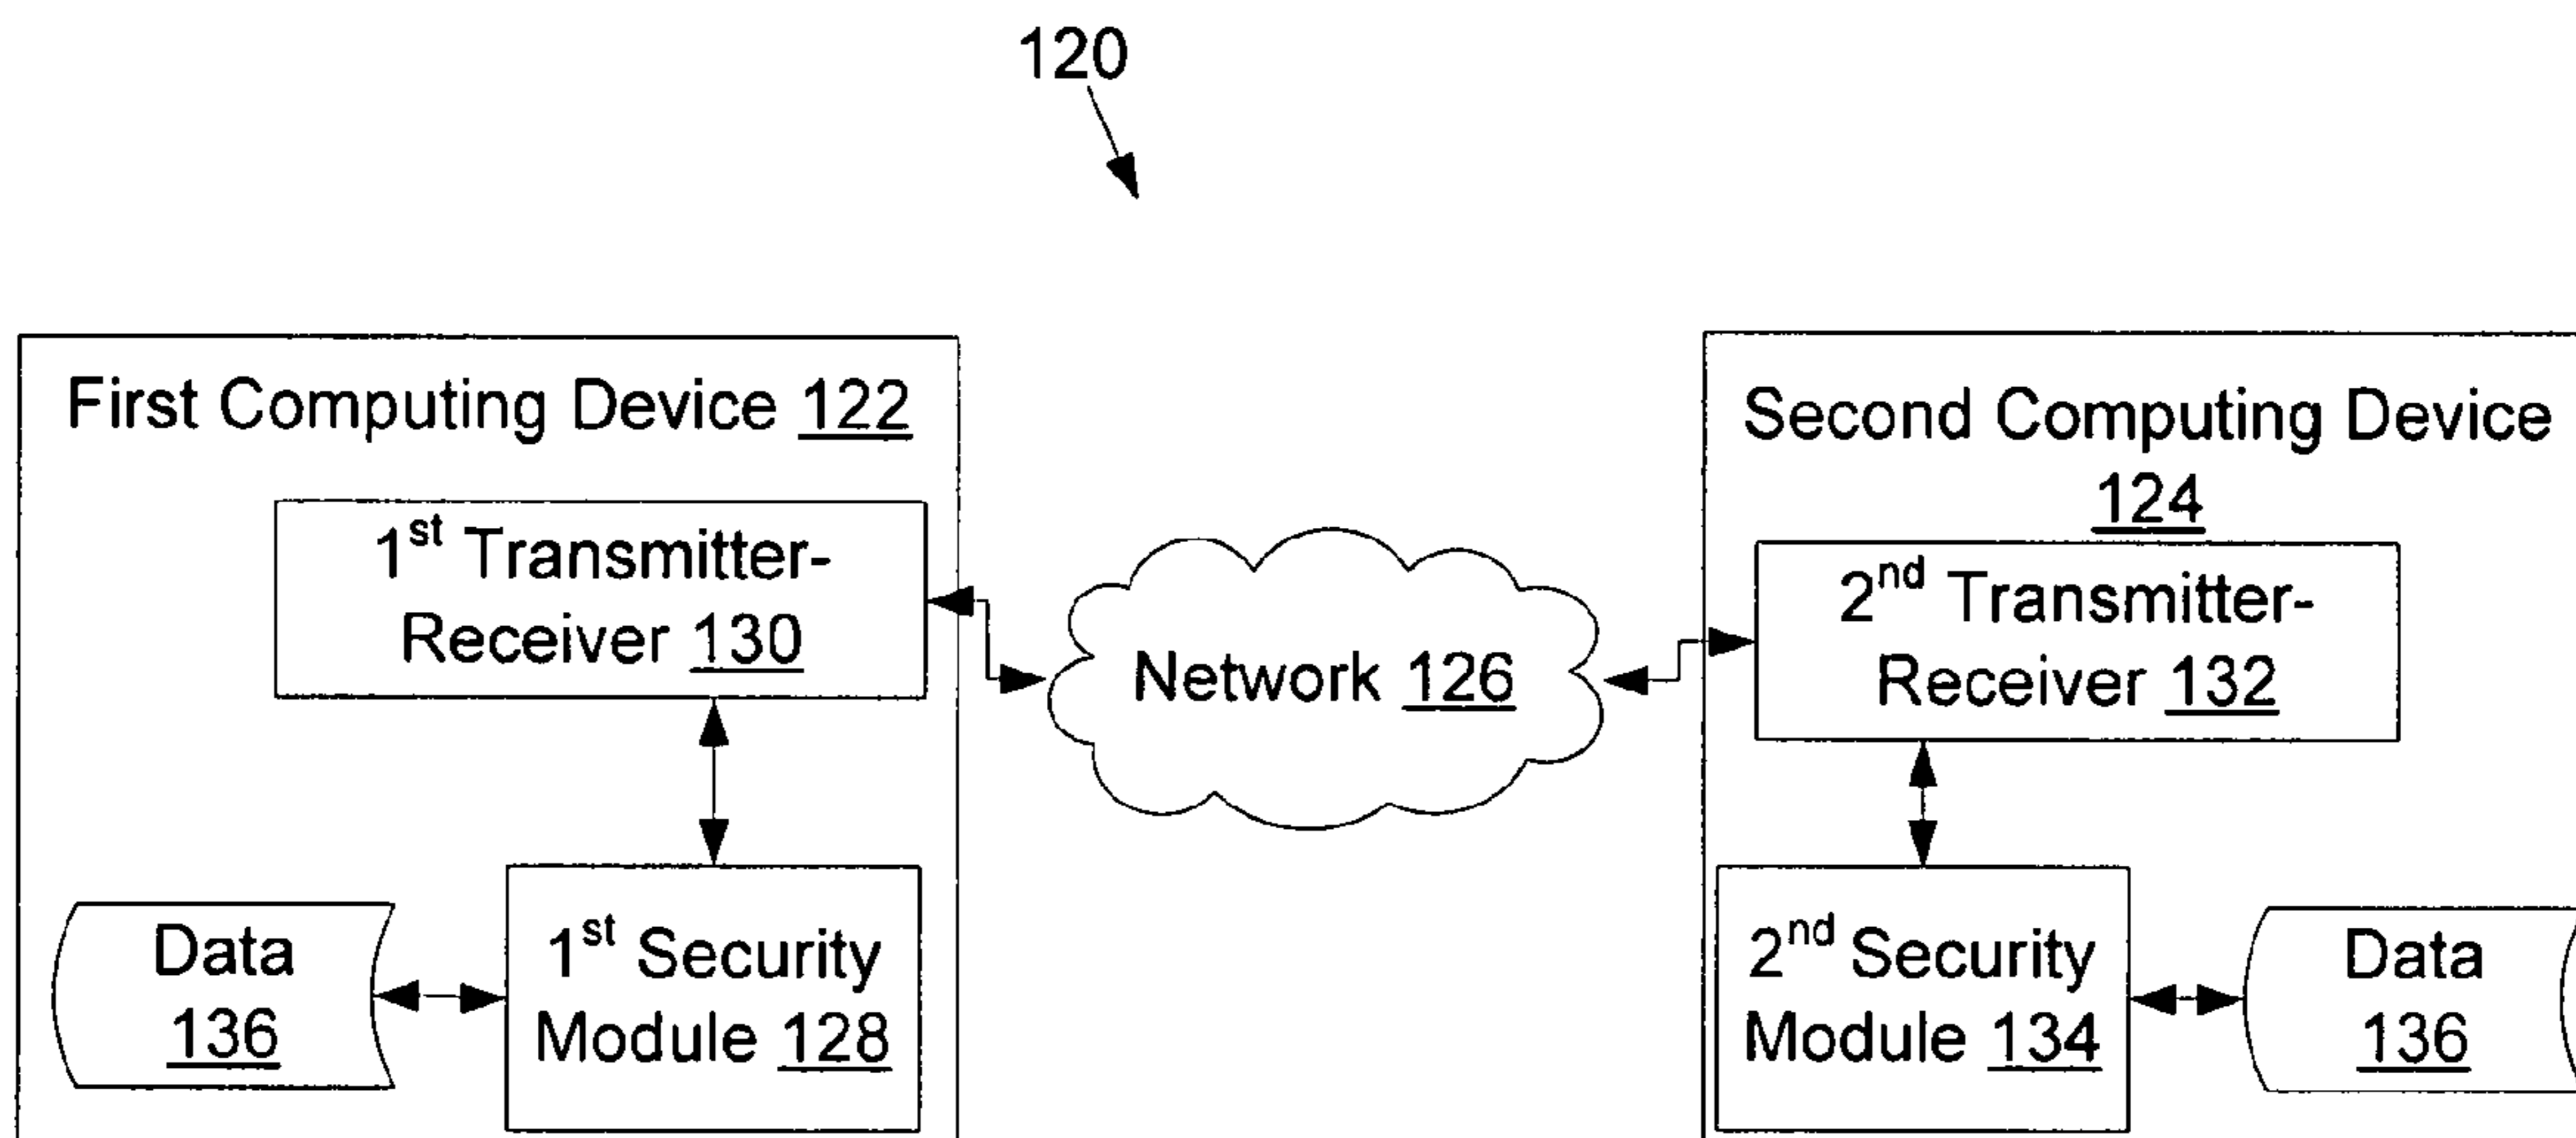 120
First Computing Device 122
1st Transmitter-
Receiver 130
Data
136
1st Security
Module 128
Network 126
Second Computing Device
124
2nd Transmitter-
Receiver 132
2nd Security
Module 134
Data
136